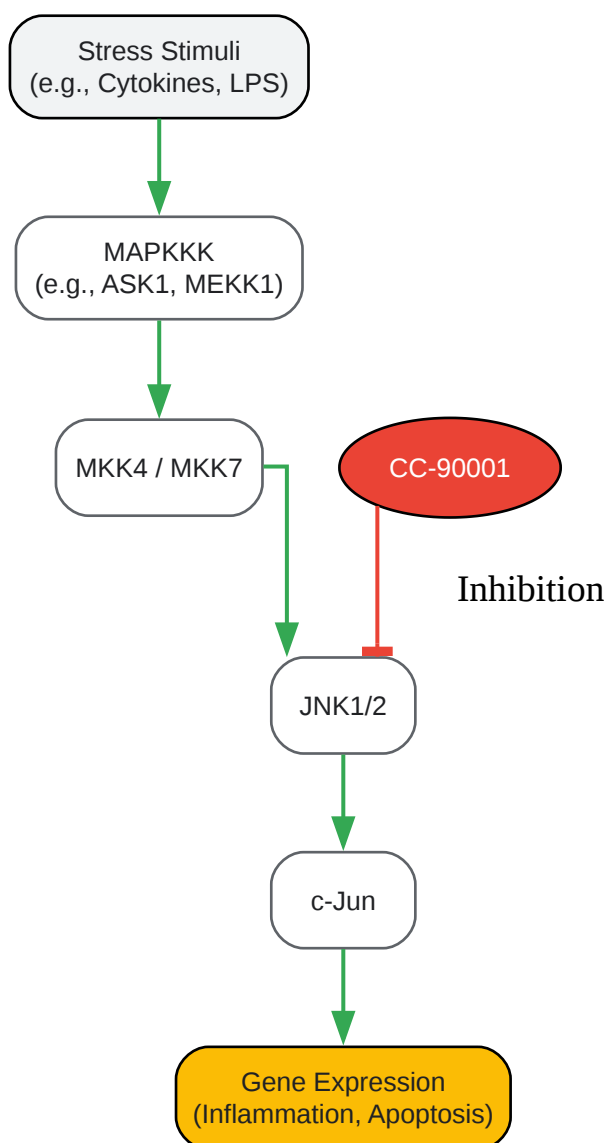 Stress Stimuli
(e.g., Cytokines, LPS)
MAPKKK
(e.g., ASK1, MEKK1)
MKK4 / MKK7
CC-90001
Inhibition
JNK1/2
c-Jun
Gene Expression
(Inflammation, Apoptosis)